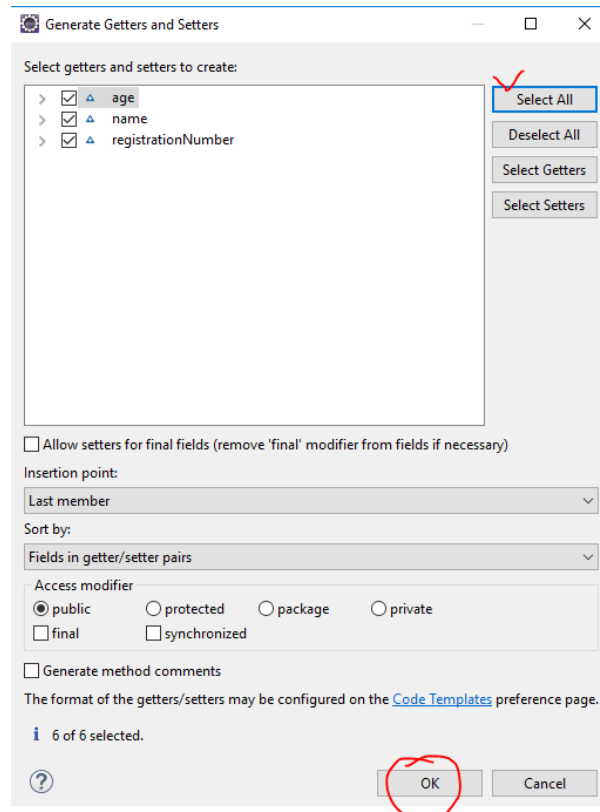 Generate Getters and Setters
Select getters and setters to create:
age
name
registrationNumber
Select All
Deselect All
Select Getters
Select Setters
Allow setters for final fields (remove 'final' modifier from fields if necessary)
Insertion point:
Last member
Sort by:
Fields in getter/setter pairs
Access modifier
public protected package private
final synchronized
Generate method comments
The format of the getters/setters may be configured on the Code Templates preference page.
i 6 of 6 selected.
? OK Cancel